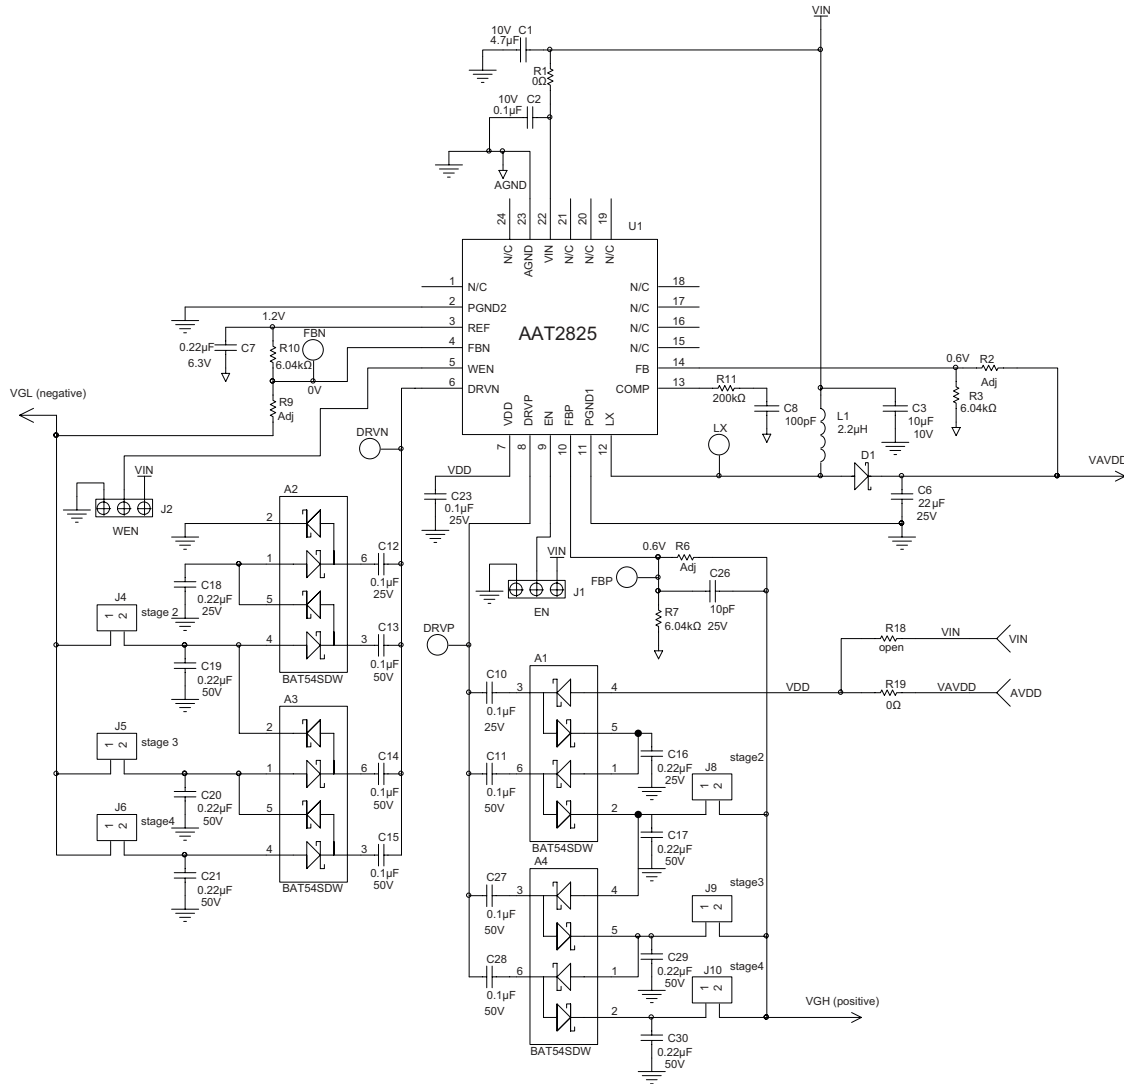 VIN
10V C1
4.7µF
R1
0Ω
10V C2
0.1µF
AGND
24 23 22 21 20 19
U1
N/C AGND VIN N/C N/C N/C
1 N/C
2 PGND2
3 REF
4 FBN
5 WEN
6 DRVN
AAT2825
N/C 18
N/C 17
N/C 16
N/C 15
FB 14
COMP 13
VDD DRVP EN FBP PGND1 LX
7 8 9 10 11 12
1.2V
FBN
0.22µF C7
6.3V
R10
6.04kΩ
0V
R9
Adj
VGL (negative)
DRVN
VIN
J2
WEN
R11
200kΩ
C8
100pF
0.6V R2
Adj
R3
6.04kΩ
L1
2.2µH
C3
10µF
10V
LX
D1
VAVDD
C6
22µF
25V
VDD
C23
0.1µF
25V
VIN
J1
EN
0.6V R6
Adj
FBP
C26
10pF
25V
R7
6.04kΩ
A2
2
1
5
4
6 C12
0.1µF
25V
3 C13
0.1µF
50V
BAT54SDW
C18
0.22µF
25V
J4
1 2
stage 2
C19
0.22µF
50V
A3
2
1
5
4
6 C14
0.1µF
50V
3 C15
0.1µF
50V
BAT54SDW
J5
1 2
stage 3
C20
0.22µF
50V
J6
1 2
stage4
C21
0.22µF
50V
DRVP
A1
C10 3
0.1µF
25V
C11 6
0.1µF
50V
4
5
1
2
BAT54SDW
VDD
R18
open
VIN
VIN
R19
0Ω
VAVDD
AVDD
C16
0.22µF
25V
stage2
J8
1 2
C17
0.22µF
50V
A4
C27 3
0.1µF
50V
C28 6
0.1µF
50V
4
5
1
2
BAT54SDW
J9
1 2
stage3
C29
0.22µF
50V
J10
1 2
stage4
VGH (positive)
C30
0.22µF
50V